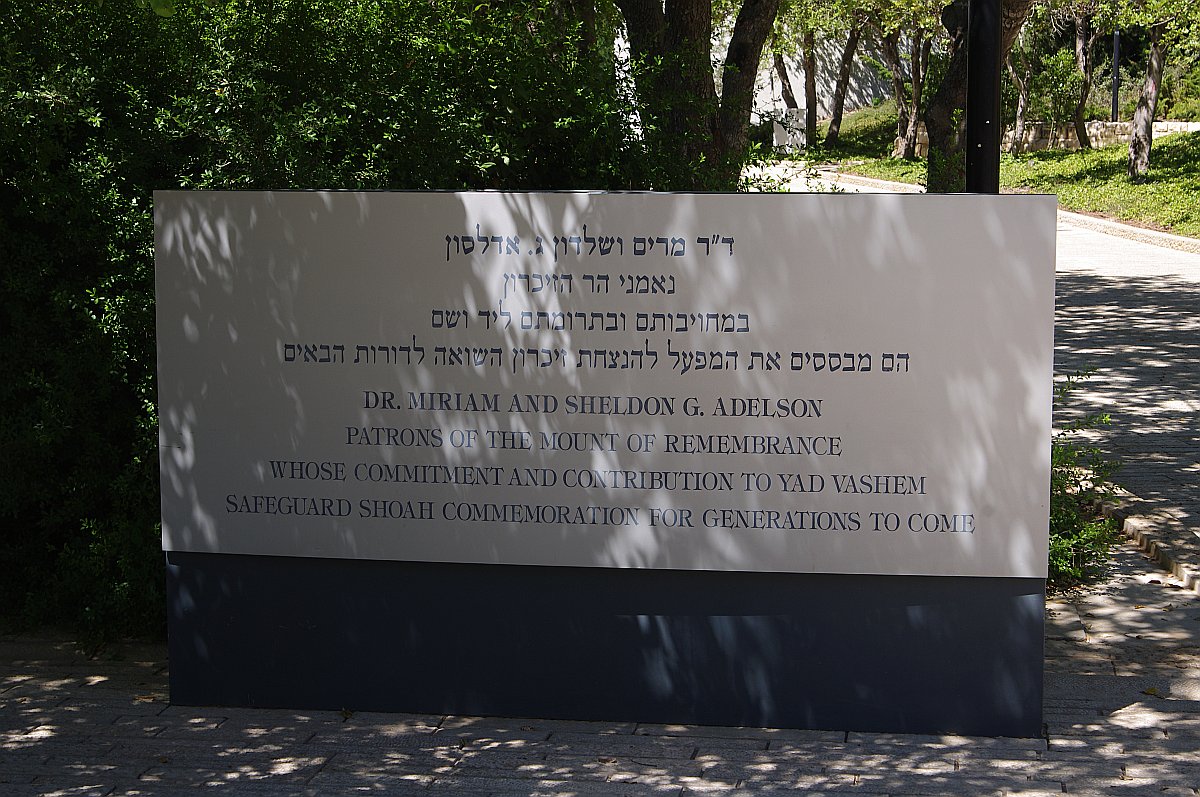 ד"ר מרים ושלדון ג. אדלסון
נאמני הר הזיכרון
במחויבותם ובתרומתם ליד ושם
הם מבססים את המפעל להנצחת זיכרון השואה לדורות הבאים
DR. MIRIAM AND SHELDON G. ADELSON
PATRONS OF THE MOUNT OF REMEMBRANCE
WHOSE COMMITMENT AND CONTRIBUTION TO YAD VASHEM
SAFEGUARD SHOAH COMMEMORATION FOR GENERATIONS TO COME